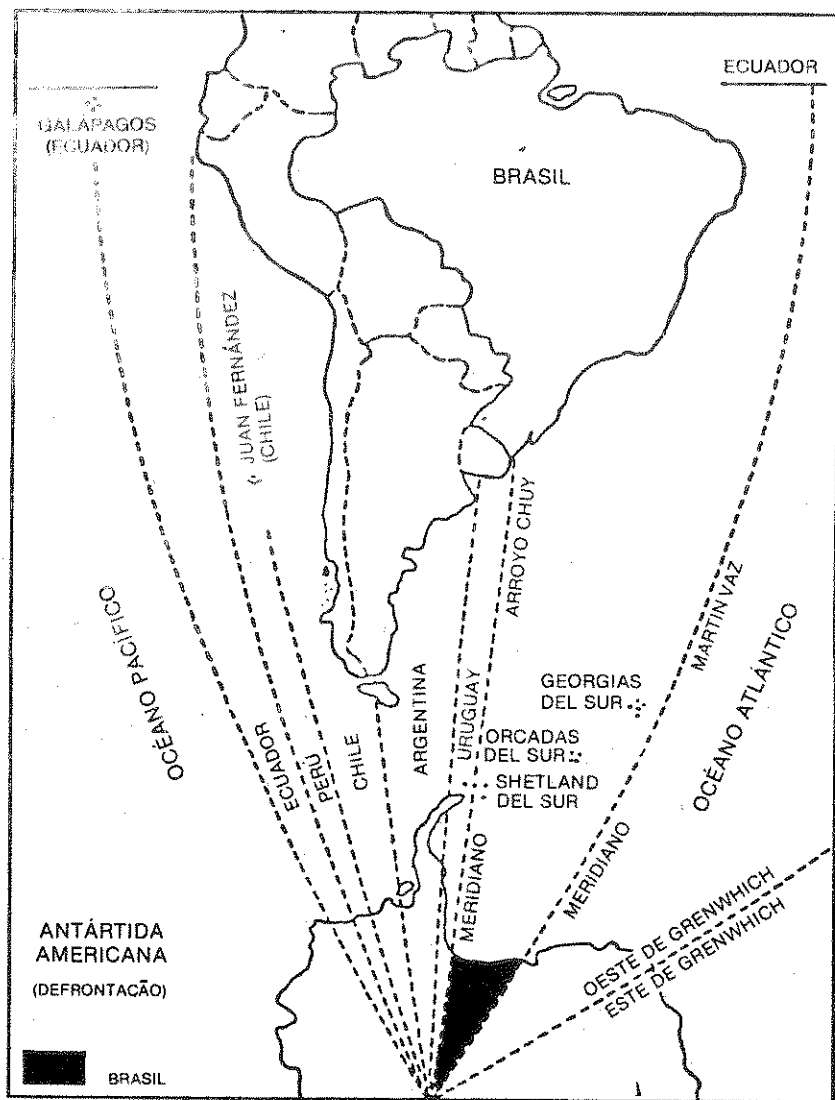 ECUADOR
GALÁPAGOS
(ECUADOR)
BRASIL
JUAN FERNÁNDEZ
(CHILE)
ARROYO CHUY
MARTIN VAZ
OCÉANO PACÍFICO
ECUADOR
PERÚ
CHILE
ARGENTINA
URUGUAY
GEORGIAS
DEL SUR
ORCADAS
DEL SUR
SHETLAND
DEL SUR
OCÉANO ATLÁNTICO
MERIDIANO
MERIDIANO
OESTE DE GRENWHICH
ESTE DE GRENWHICH
ANTÁRTIDA
AMERICANA
(DEFRONTAÇÃO)
BRASIL